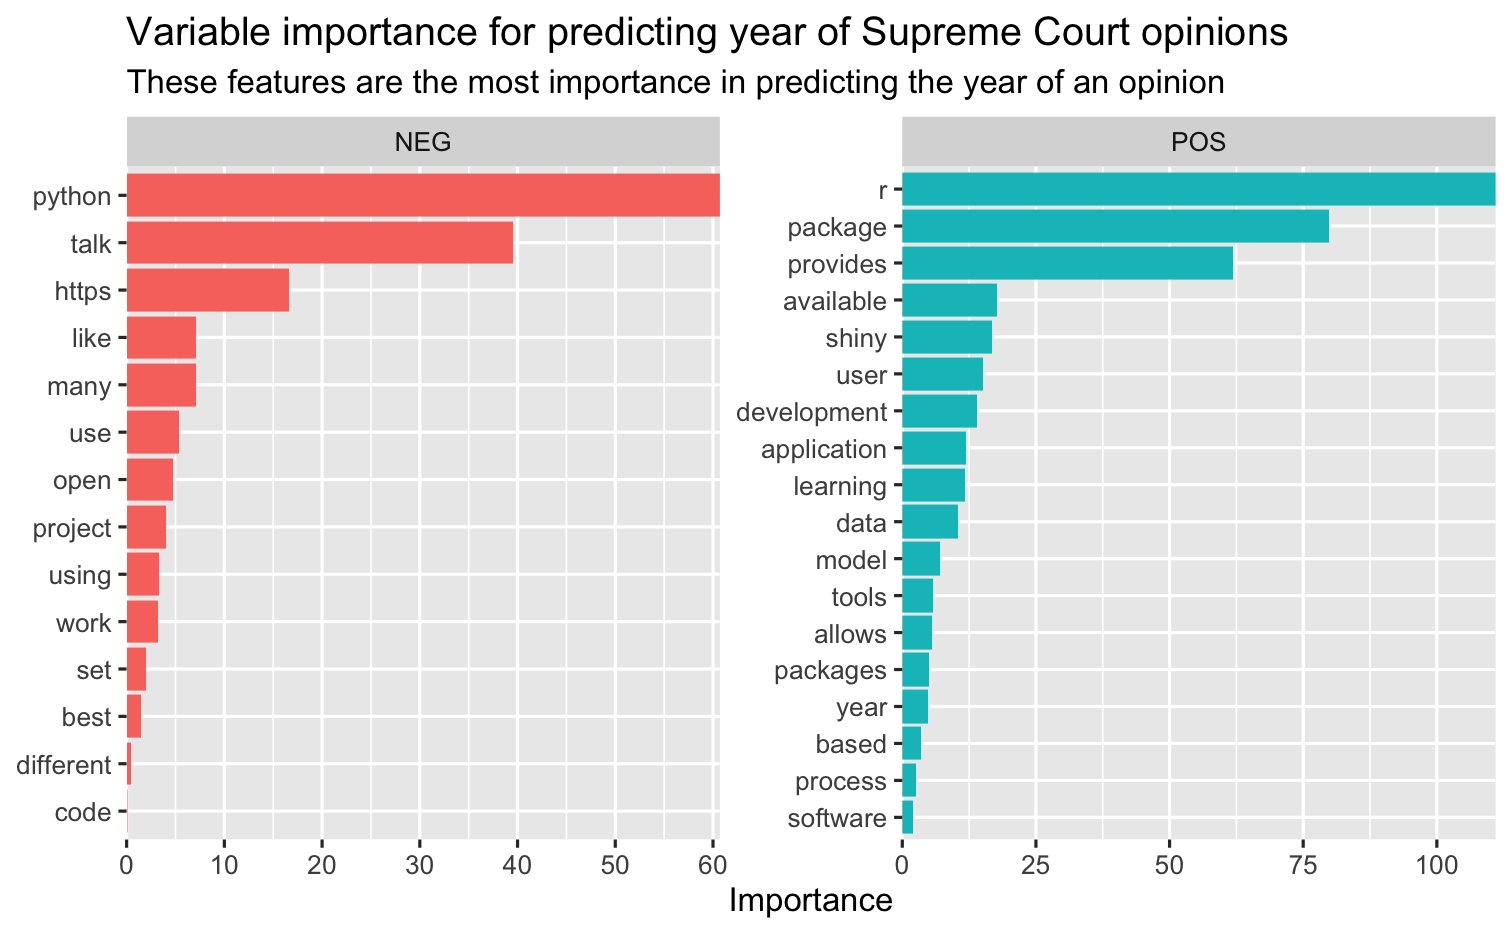 Variable importance for predicting year of Supreme Court opinions
These features are the most importance in predicting the year of an opinion
NEG
python
talk
https
like
many
use
open
project
using
work
set
best
different
code
0 10 20 30 40 50 60
POS
r
package
provides
available
shiny
user
development
application
learning
data
model
tools
allows
packages
year
based
process
software
0 25 50 75 100
Importance